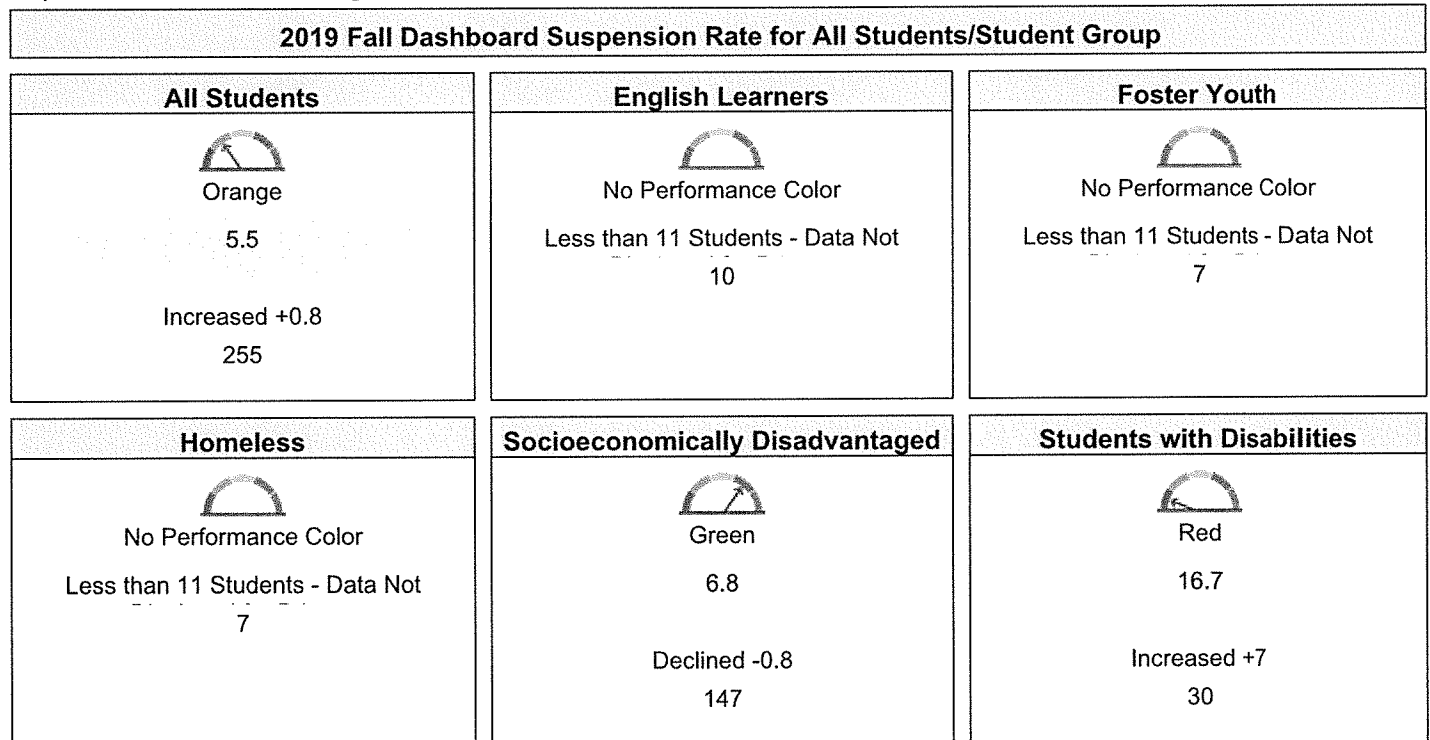 2019 Fall Dashboard Suspension Rate for All Students/Student Group
All Students
Orange
5.5
Increased +0.8
255
English Learners
No Performance Color
Less than 11 Students - Data Not
10
Foster Youth
No Performance Color
Less than 11 Students - Data Not
7
Homeless
No Performance Color
Less than 11 Students - Data Not
7
Socioeconomically Disadvantaged
Green
6.8
Declined -0.8
147
Students with Disabilities
Red
16.7
Increased +7
30